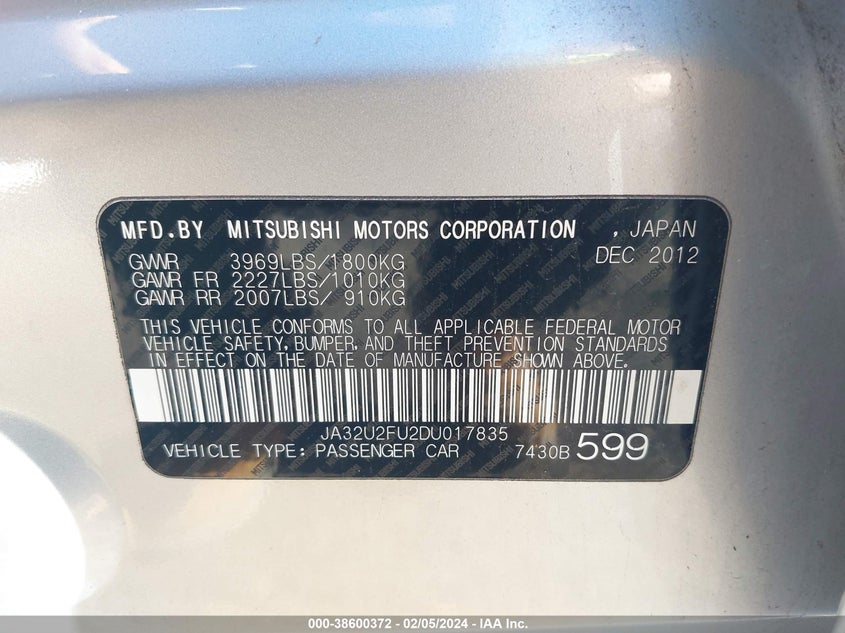 MFD.BY MITSUBISHI MOTORS CORPORATION , JAPAN
GVWR 3969LBS/1800KG DEC 2012
GAWR FR 2227LBS/1010KG
GAWR RR 2007LBS/ 910KG
THIS VEHICLE CONFORMS TO ALL APPLICABLE FEDERAL MOTOR
VEHICLE SAFETY, BUMPER, AND THEFT PREVENTION STANDARDS
IN EFFECT ON THE DATE OF MANUFACTURE SHOWN ABOVE.
JA32U2FU2DU017835
VEHICLE TYPE: PASSENGER CAR 7430B 599
000-38600372 - 02/05/2024 - IAA Inc.